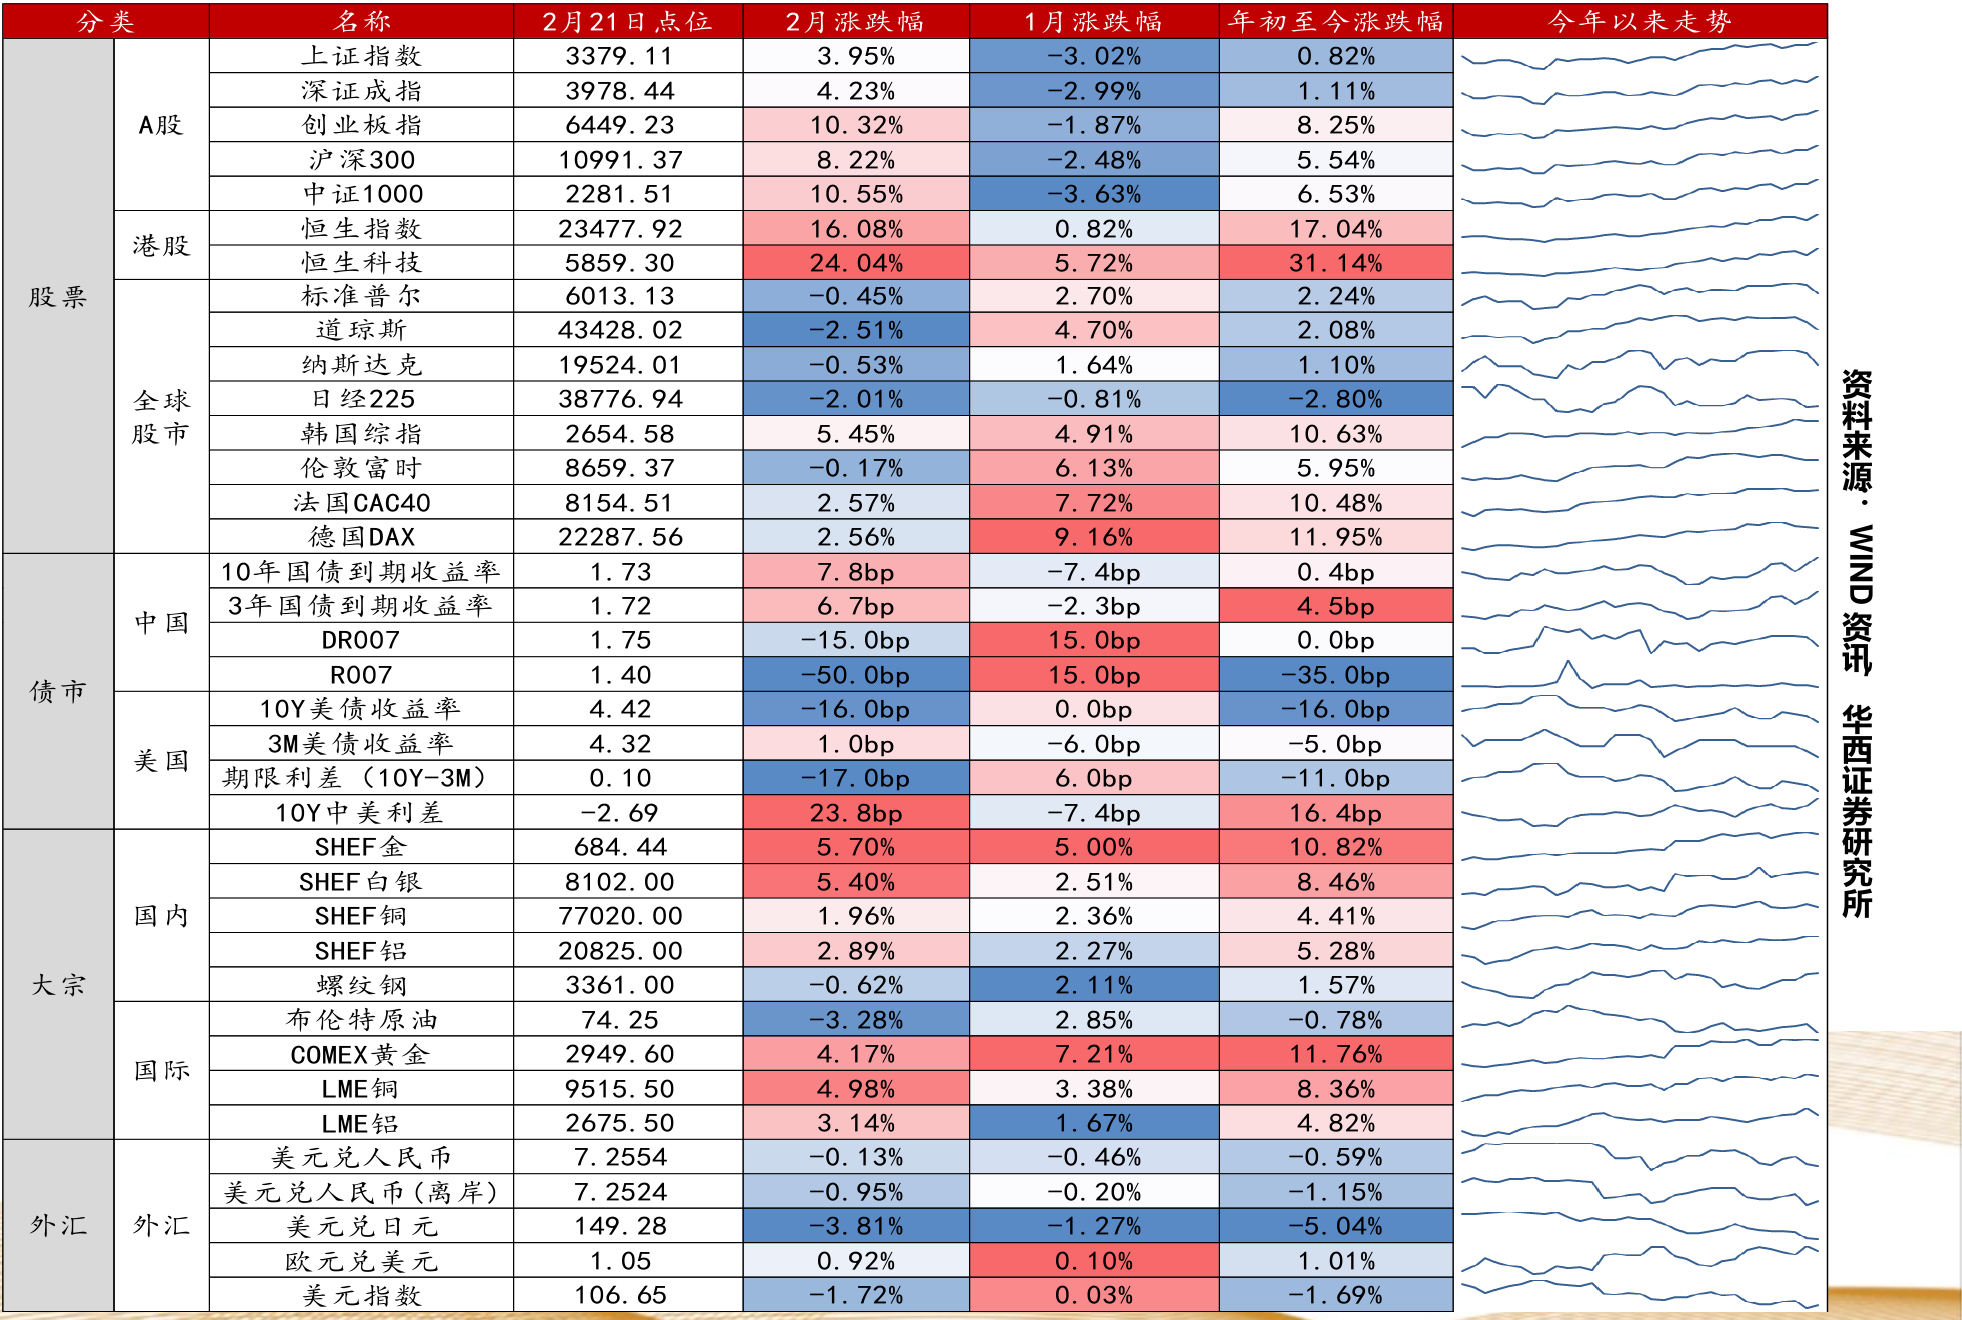 分类 名称 2月21日点位 2月涨跌幅 1月涨跌幅 年初至今涨跌幅 今年以来走势
股票 A股 上证指数 3379.11 3.95% -3.02% 0.82%
深证成指 3978.44 4.23% -2.99% 1.11%
创业板指 6449.23 10.32% -1.87% 8.25%
沪深300 10991.37 8.22% -2.48% 5.54%
中证1000 2281.51 10.55% -3.63% 6.53%
港股 恒生指数 23477.92 16.08% 0.82% 17.04%
恒生科技 5859.30 24.04% 5.72% 31.14%
全球股市 标准普尔 6013.13 -0.45% 2.70% 2.24%
道琼斯 43428.02 -2.51% 4.70% 2.08%
纳斯达克 19524.01 -0.53% 1.64% 1.10%
日经225 38776.94 -2.01% -0.81% -2.80%
韩国综指 2654.58 5.45% 4.91% 10.63%
伦敦富时 8659.37 -0.17% 6.13% 5.95%
法国CAC40 8154.51 2.57% 7.72% 10.48%
德国DAX 22287.56 2.56% 9.16% 11.95%
债市 中国 10年国债到期收益率 1.73 7.8bp -7.4bp 0.4bp
3年国债到期收益率 1.72 6.7bp -2.3bp 4.5bp
DR007 1.75 -15.0bp 15.0bp 0.0bp
R007 1.40 -50.0bp 15.0bp -35.0bp
美国 10Y美债收益率 4.42 -16.0bp 0.0bp -16.0bp
3M美债收益率 4.32 1.0bp -6.0bp -5.0bp
期限利差（10Y-3M） 0.10 -17.0bp 6.0bp -11.0bp
10Y中美利差 -2.69 23.8bp -7.4bp 16.4bp
大宗 国内 SHEF金 684.44 5.70% 5.00% 10.82%
SHEF白银 8102.00 5.40% 2.51% 8.46%
SHEF铜 77020.00 1.96% 2.36% 4.41%
SHEF铝 20825.00 2.89% 2.27% 5.28%
螺纹钢 3361.00 -0.62% 2.11% 1.57%
国际 布伦特原油 74.25 -3.28% 2.85% -0.78%
COMEX黄金 2949.60 4.17% 7.21% 11.76%
LME铜 9515.50 4.98% 3.38% 8.36%
LME铝 2675.50 3.14% 1.67% 4.82%
外汇 外汇 美元兑人民币 7.2554 -0.13% -0.46% -0.59%
美元兑人民币(离岸) 7.2524 -0.95% -0.20% -1.15%
美元兑日元 149.28 -3.81% -1.27% -5.04%
欧元兑美元 1.05 0.92% 0.10% 1.01%
美元指数 106.65 -1.72% 0.03% -1.69%
资料来源：WIND资讯，华西证券研究所